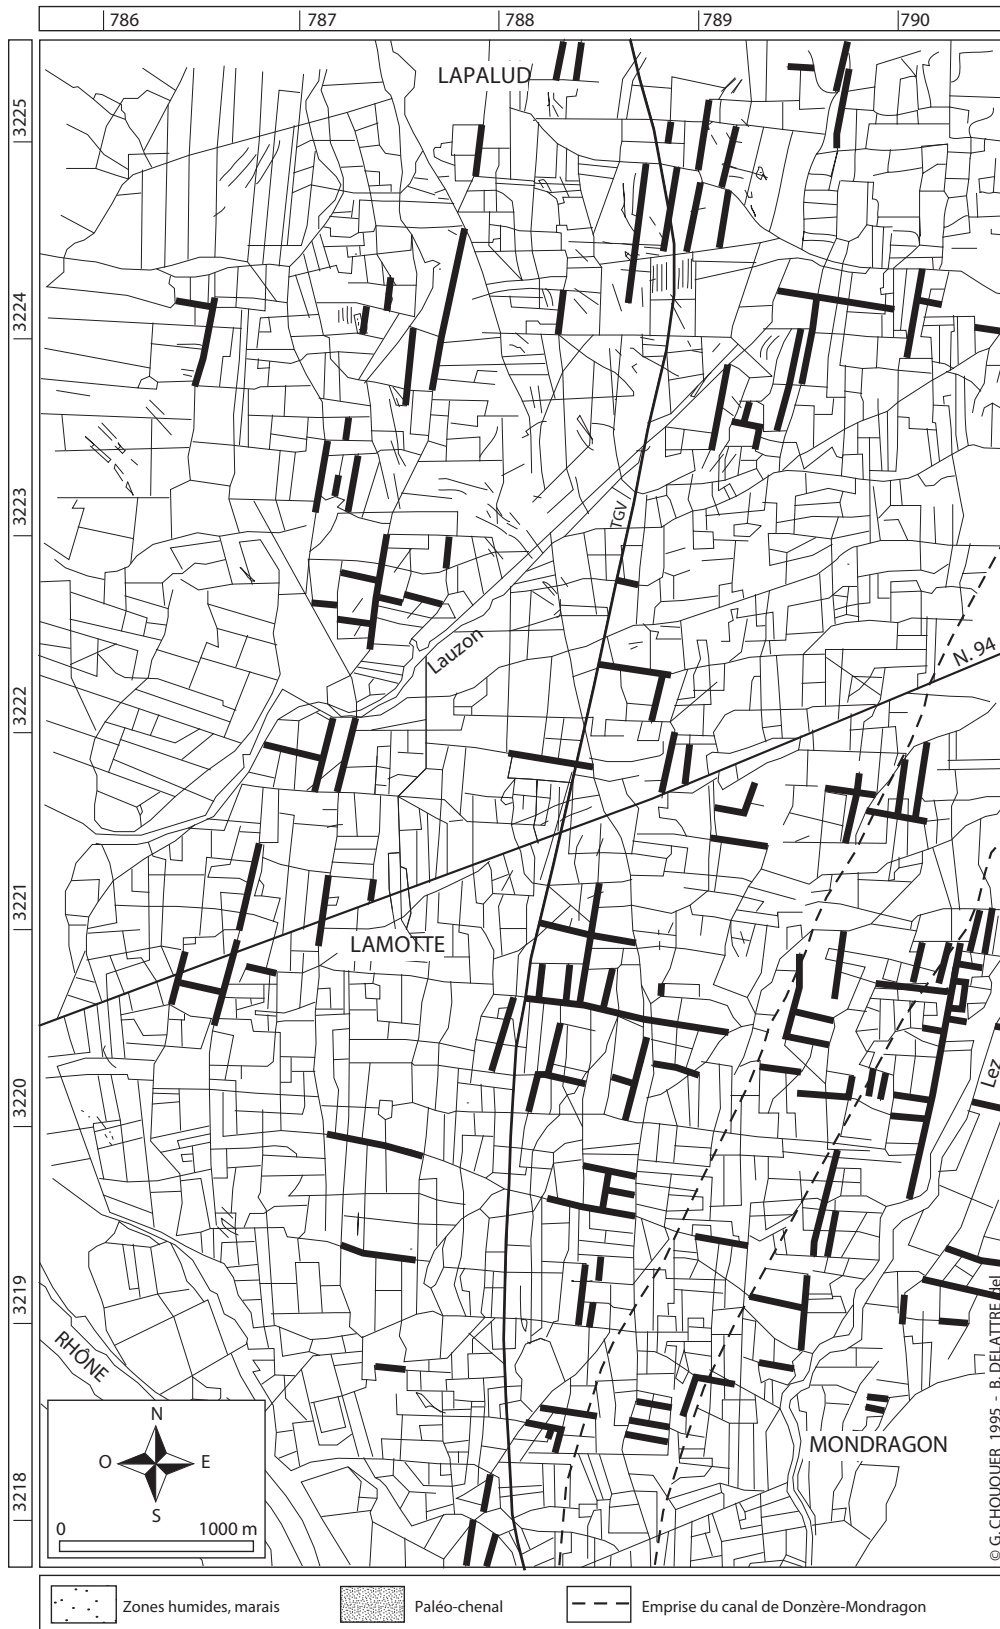 786
787
788
789
790
3225
3224
3223
3222
3221
3220
3219
3218
LAPALUD
TGV
Lauzon
N. 94
LAMOTTE
Lez
RHÔNE
MONDRAGON
N
O
E
S
0
1000 m
© G. CHOUQUER 1995 - B. DELATTRE del.
Zones humides, marais
Paléo-chenal
Emprise du canal de Donzère-Mondragon